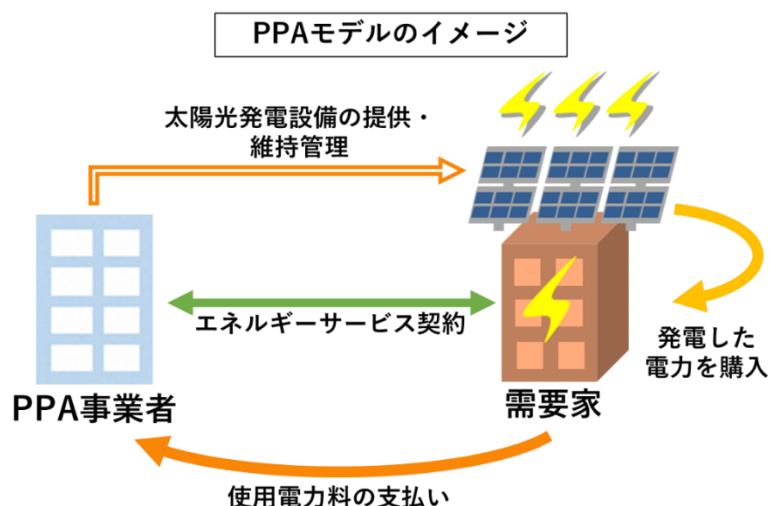 PPAモデルのイメージ
太陽光発電設備の提供・
維持管理
エネルギーサービス契約
発電した
電力を購入
PPA事業者
需要家
使用電力料の支払い